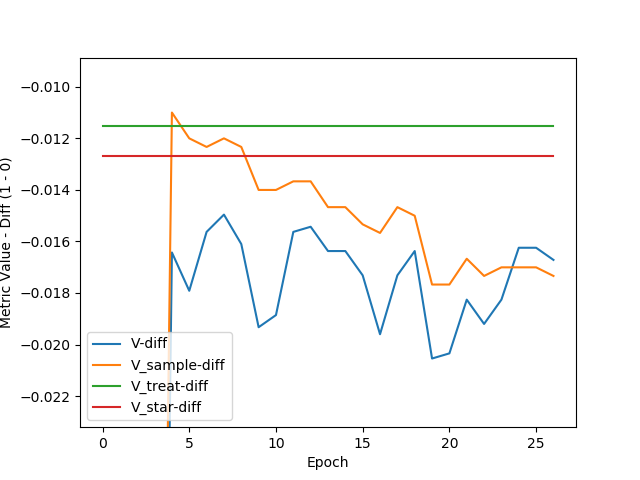 Metric Value - Diff (1 - 0)
−0.010
−0.012
−0.014
−0.016
−0.018
−0.020
−0.022
V-diff
V_sample-diff
V_treat-diff
V_star-diff
0 5 10 15 20 25
Epoch